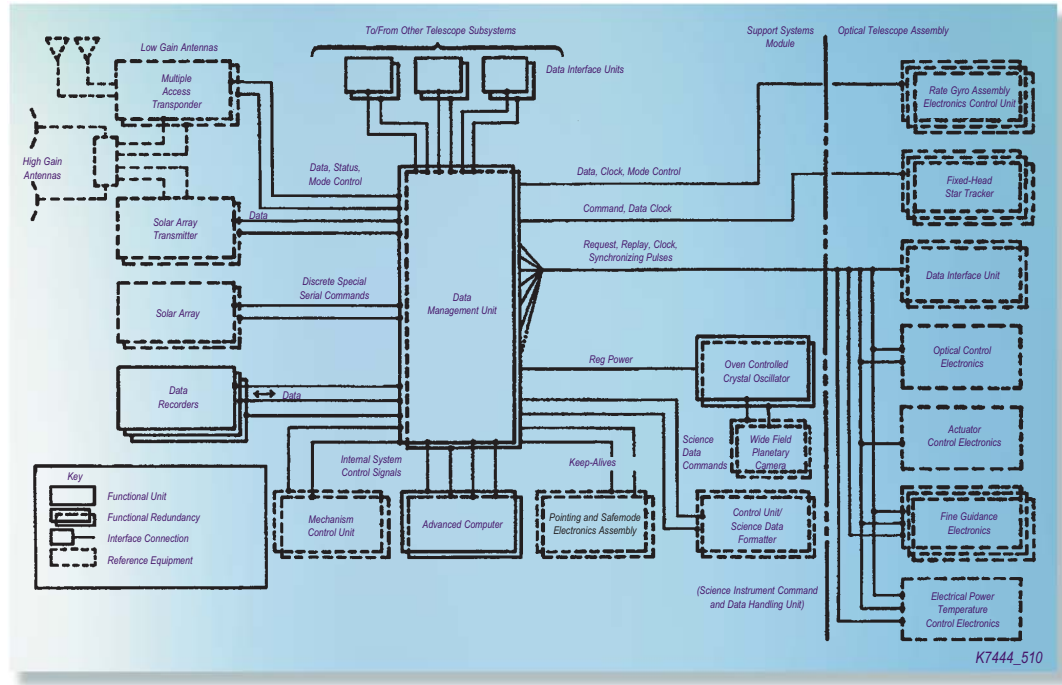 To/From Other Telescope Subsystems
Support Systems
Module
Optical Telescope Assembly
Low Gain Antennas
Multiple
Access
Transponder
Data Interface Units
Rate Gyro Assembly
Electronics Control Unit
High Gain
Antennas
Data, Status,
Mode Control
Data, Clock, Mode Control
Fixed-Head
Star Tracker
Solar Array
Transmitter
Data
Command, Data Clock
Request, Replay, Clock,
Synchronizing Pulses
Data Interface Unit
Solar Array
Discrete Special
Serial Commands
Data
Management Unit
Optical Control
Electronics
Reg Power
Oven Controlled
Crystal Oscillator
Data
Recorders
Data
Actuator
Control Electronics
Internal System
Control Signals
Keep-Alives
Science
Data
Commands
Wide Field
Planetary
Camera
Key
Functional Unit
Functional Redundancy
Interface Connection
Reference Equipment
Mechanism
Control Unit
Advanced Computer
Pointing and Safemode
Electronics Assembly
Control Unit/
Science Data
Formatter
Fine Guidance
Electronics
(Science Instrument Command
and Data Handling Unit)
Electrical Power
Temperature
Control Electronics
K7444_510